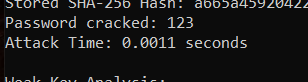 Stored SHA-256 Hash: a665a45920422
Password cracked: 123
Attack Time: 0.0011 seconds
Weak Key Analysis: